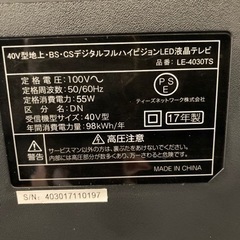 40V型地上・BS・CSデジタルフルハイビジョンLED液晶テレビ
品番：LE-4030TS
定格電圧：100V～
定格周波数：50/60Hz
定格消費電力：55W
区分名：DN
受信機型サイズ：40V型
年間消費電力量：98kWh/年
PSE
ティーズネットワーク株式会社
17年製
高圧注意
サービスマン以外の方は、裏ぶたをあけないでください。
内部には高圧部分が数多くあり、万一さわると危険です。
MADE IN CHINA
S/N: 403017110197